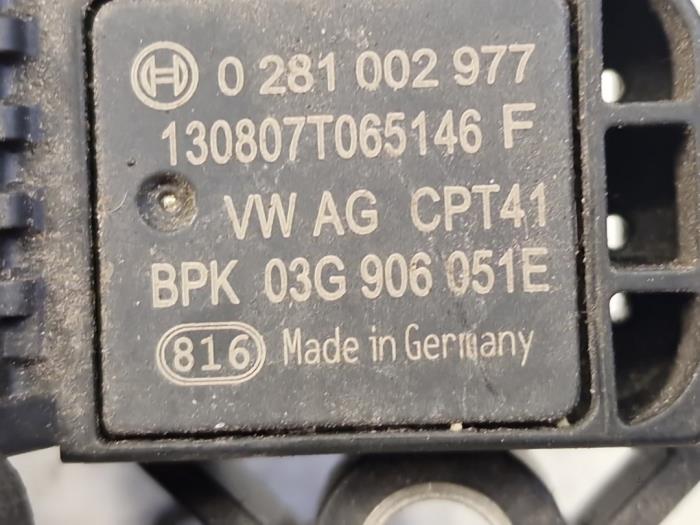 0 281 002 977
130807T065146 F
VW AG CPT41
BPK 03G 906 051E
816 Made in Germany